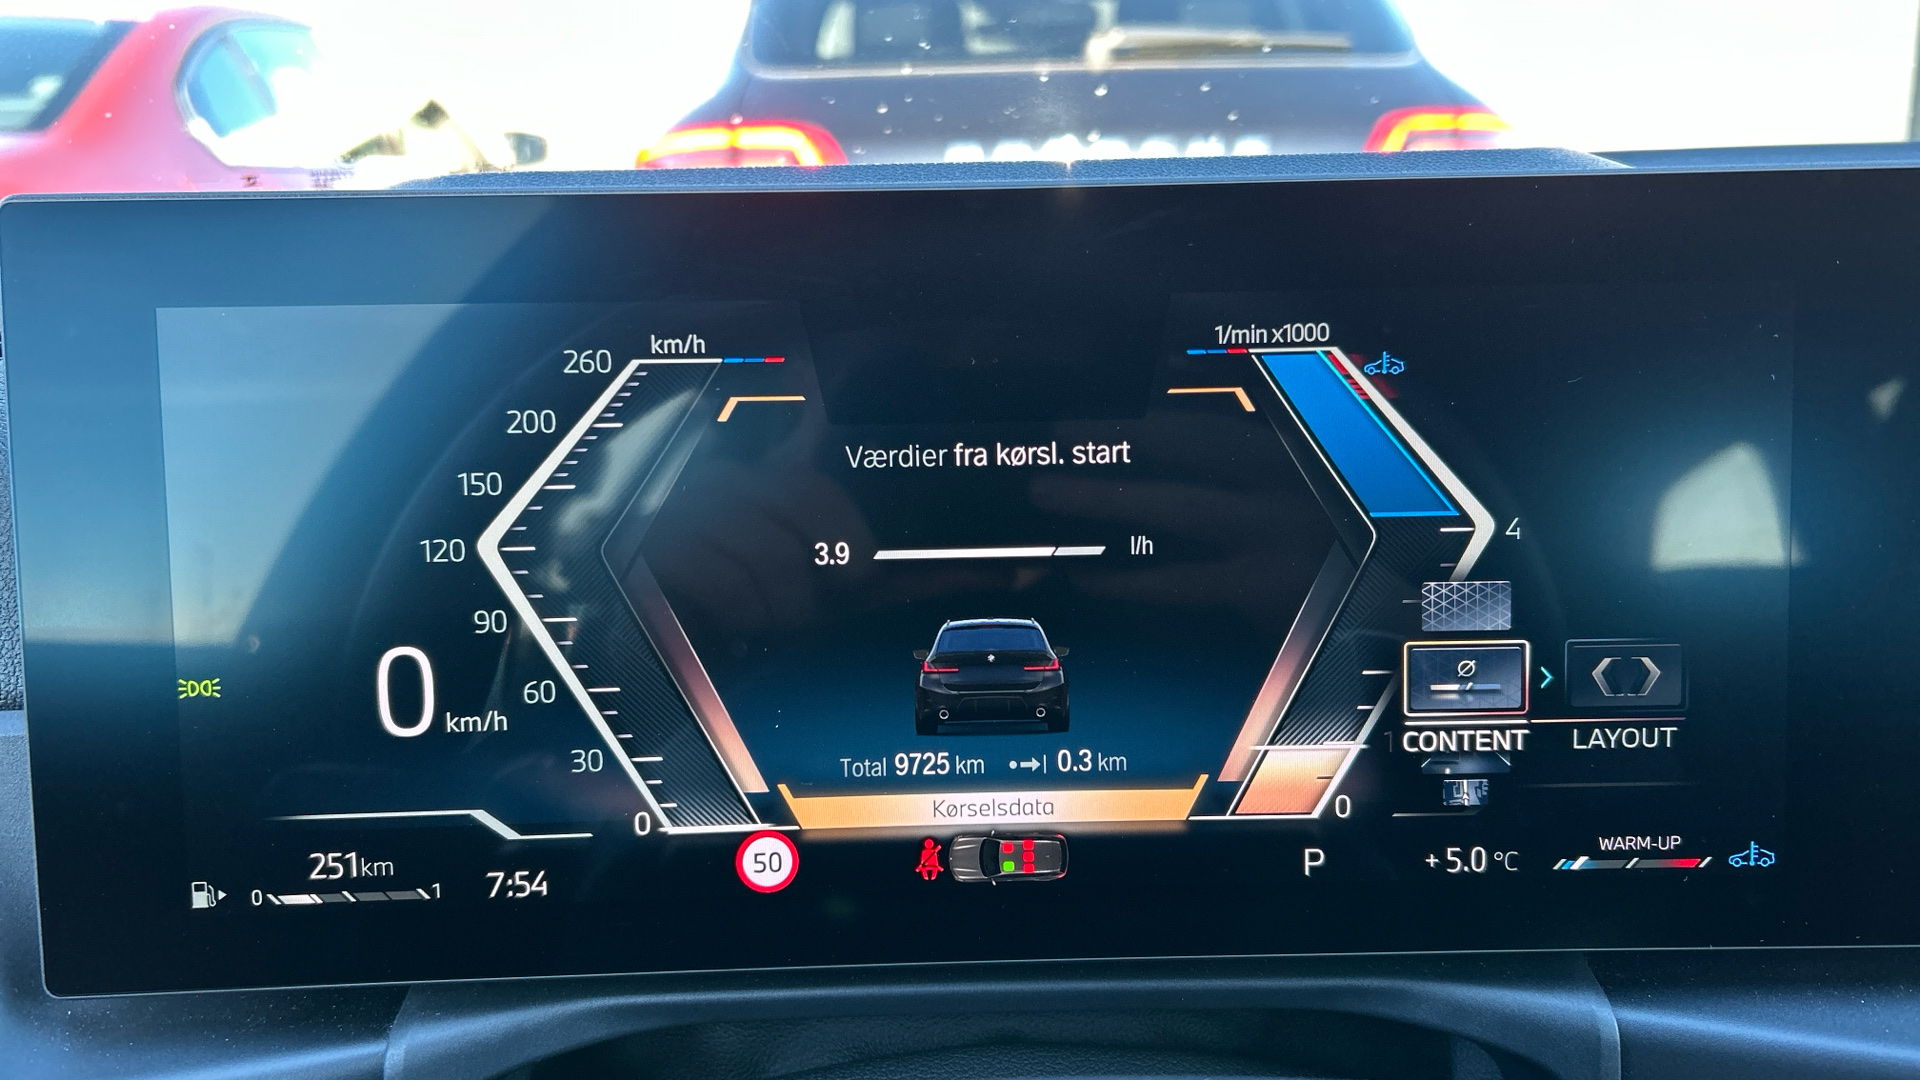 km/h
1/min x1000
260
200
150
120
90
60
30
0
Værdier fra kørsl. start
3.9 l/h
4
1
0
0 km/h
CONTENT
LAYOUT
Total 9725 km 0.3 km
Kørselsdata
251 km
0 1
7:54
50
P
+5.0 °C
WARM-UP